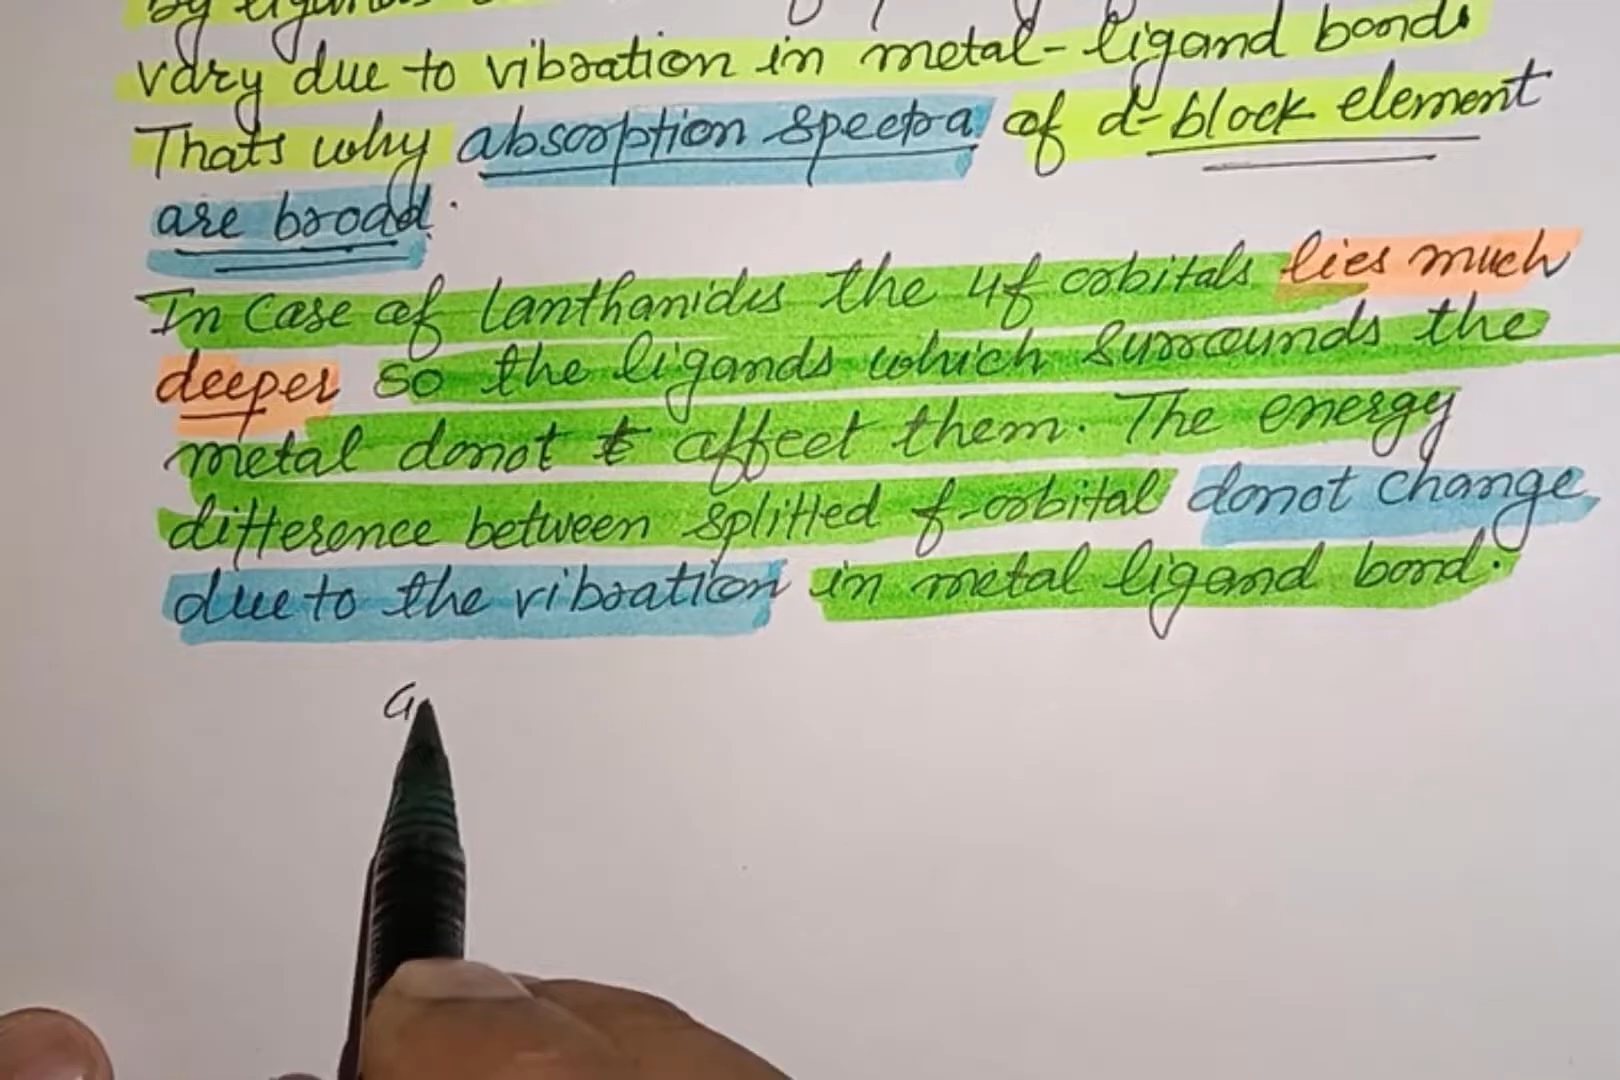 by ligands
vary due to vibration in metal-ligand bond.
Thats why absorption spectra of d-block element
are broad.
In case of lanthanides the 4f orbitals lies much
deeper so the ligands which surrounds the
metal donot affect them. The energy
difference between splitted f-orbital donot change
due to the vibration in metal ligand bond.